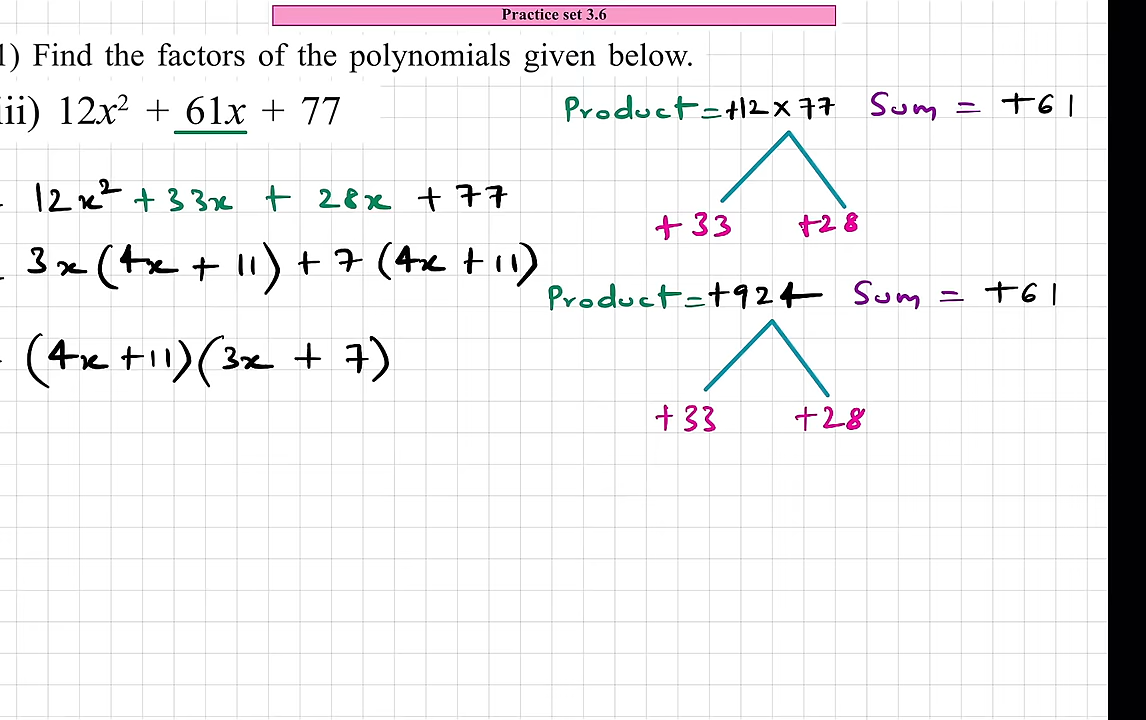 Practice set 3.6
1) Find the factors of the polynomials given below.
iii) 12x² + 61x + 77
12x² + 33x + 28x + 77
3x (4x + 11) + 7 (4x + 11)
(4x + 11)(3x + 7)
Product = +12 × 77 Sum = +61
+33 +28
Product = +924 Sum = +61
+33 +28